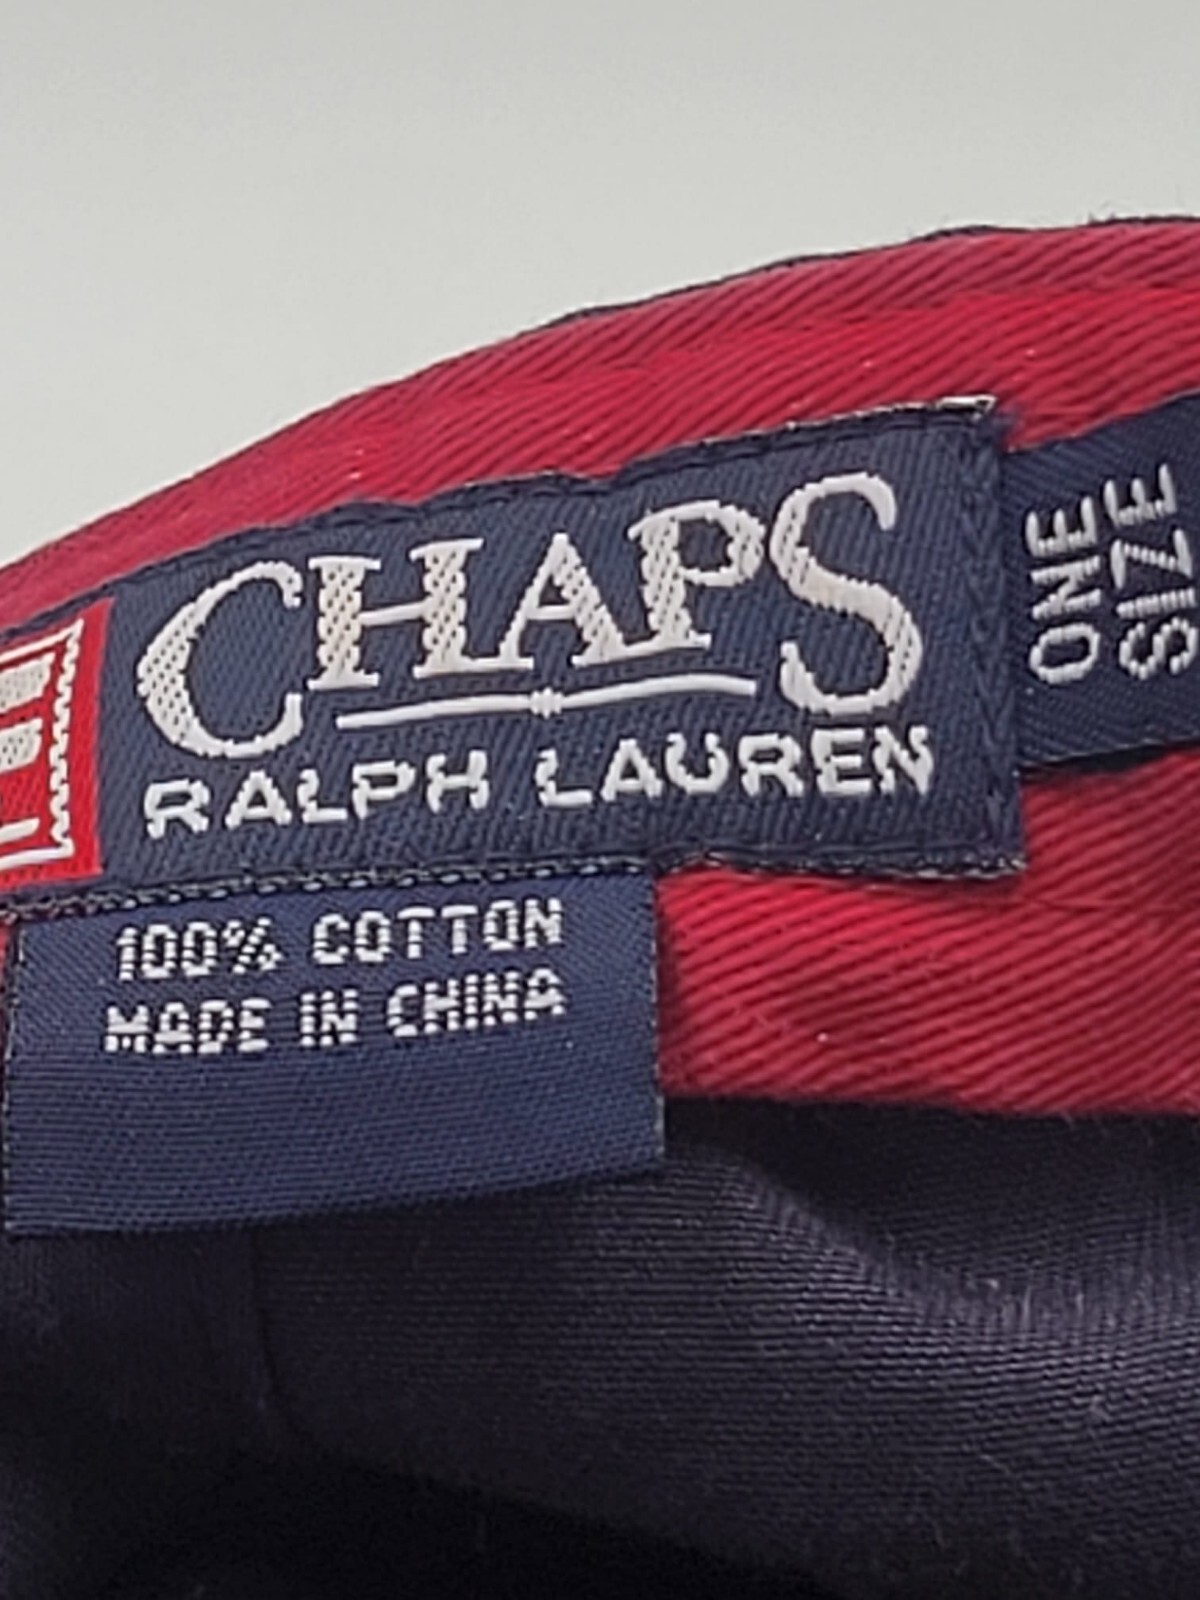 CHAPS
RALPH LAUREN
ONE
SIZE
100% COTTON
MADE IN CHINA